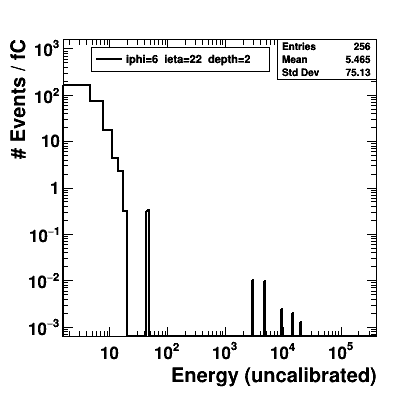 iphi=6 ieta=22 depth=2
Entries 256
Mean 5.465
Std Dev 75.13
# Events / fC
10³
10²
10
1
10⁻¹
10⁻²
10⁻³
10 10² 10³ 10⁴ 10⁵
Energy (uncalibrated)